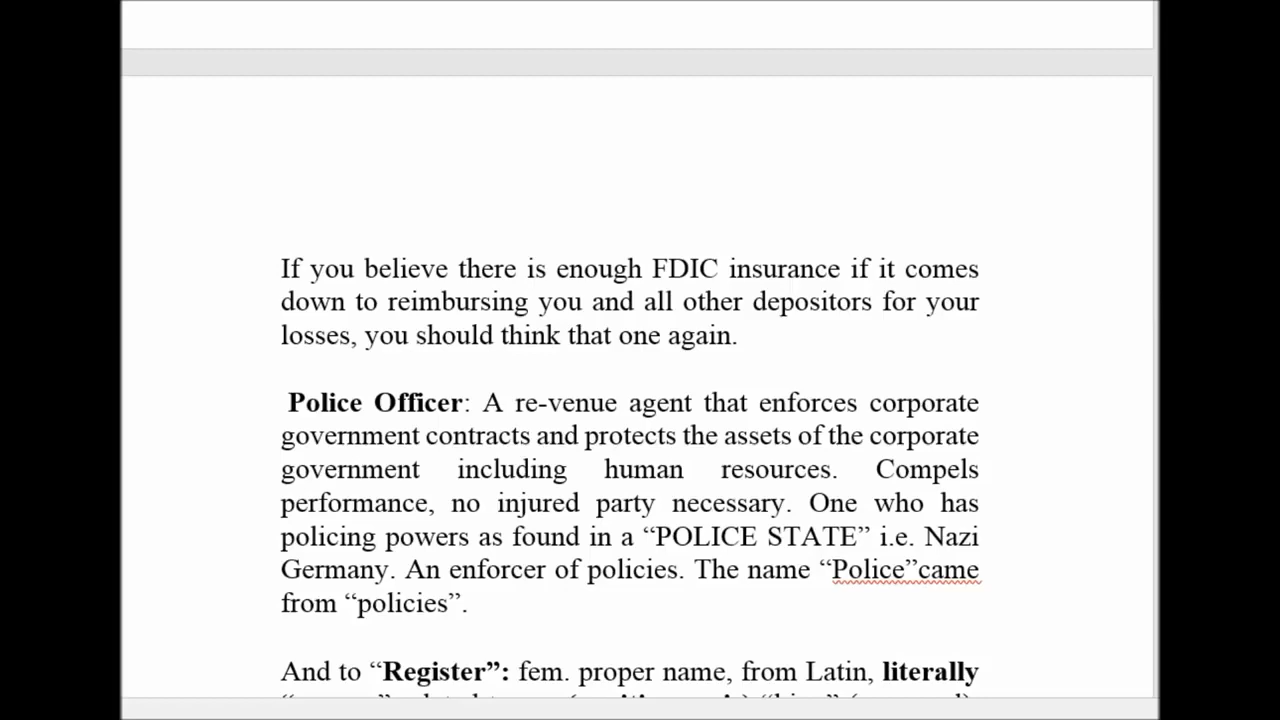 If you believe there is enough FDIC insurance if it comes
down to reimbursing you and all other depositors for your
losses, you should think that one again.
Police Officer: A re-venue agent that enforces corporate
government contracts and protects the assets of the corporate
government including human resources. Compels
performance, no injured party necessary. One who has
policing powers as found in a “POLICE STATE” i.e. Nazi
Germany. An enforcer of policies. The name “Police”came
from “policies”.
And to “Register”: fem. proper name, from Latin, literally